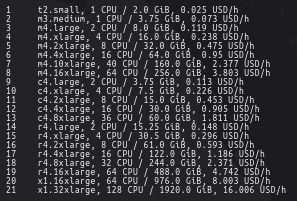 1 t2.small, 1 CPU / 2.0 GiB, 0.025 USD/h
2 m3.medium, 1 CPU / 3.75 GiB, 0.073 USD/h
3 m4.large, 2 CPU / 8.0 GiB, 0.119 USD/h
4 m4.xlarge, 4 CPU / 16.0 GiB, 0.238 USD/h
5 m4.2xlarge, 8 CPU / 32.0 GiB, 0.475 USD/h
6 m4.4xlarge, 16 CPU / 64.0 GiB, 0.95 USD/h
7 m4.10xlarge, 40 CPU / 160.0 GiB, 2.377 USD/h
8 m4.16xlarge, 64 CPU / 256.0 GiB, 3.803 USD/h
9 c4.large, 2 CPU / 3.75 GiB, 0.113 USD/h
10 c4.xlarge, 4 CPU / 7.5 GiB, 0.226 USD/h
11 c4.2xlarge, 8 CPU / 15.0 GiB, 0.453 USD/h
12 c4.4xlarge, 16 CPU / 30.0 GiB, 0.905 USD/h
13 c4.8xlarge, 36 CPU / 60.0 GiB, 1.811 USD/h
14 r4.large, 2 CPU / 15.25 GiB, 0.148 USD/h
15 r4.xlarge, 4 CPU / 30.5 GiB, 0.296 USD/h
16 r4.2xlarge, 8 CPU / 61.0 GiB, 0.593 USD/h
17 r4.4xlarge, 16 CPU / 122.0 GiB, 1.186 USD/h
18 r4.8xlarge, 32 CPU / 244.0 GiB, 2.371 USD/h
19 r4.16xlarge, 64 CPU / 488.0 GiB, 4.742 USD/h
20 x1.16xlarge, 64 CPU / 976.0 GiB, 8.003 USD/h
21 x1.32xlarge, 128 CPU / 1920.0 GiB, 16.006 USD/h